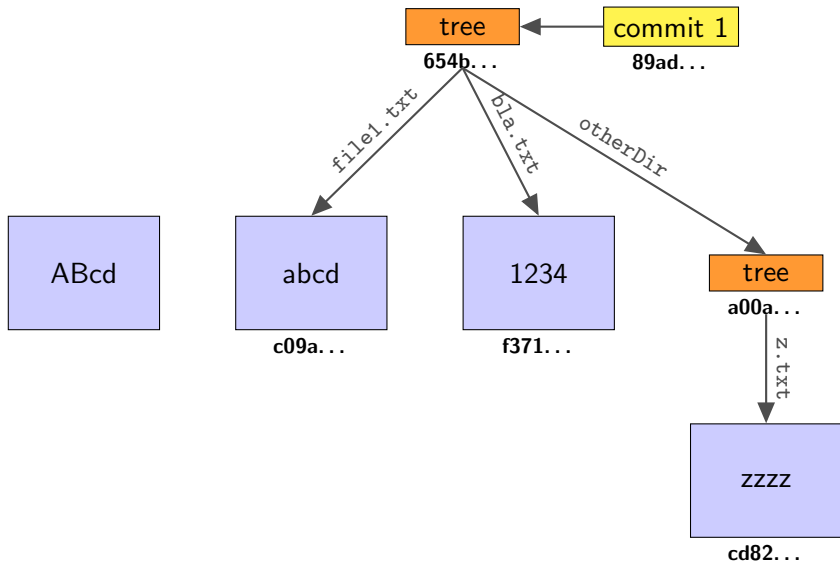 tree
commit 1
654b...
89ad...
file1.txt
bla.txt
otherDir
ABcd
abcd
1234
tree
c09a...
f371...
a00a...
z.txt
zzzz
cd82...